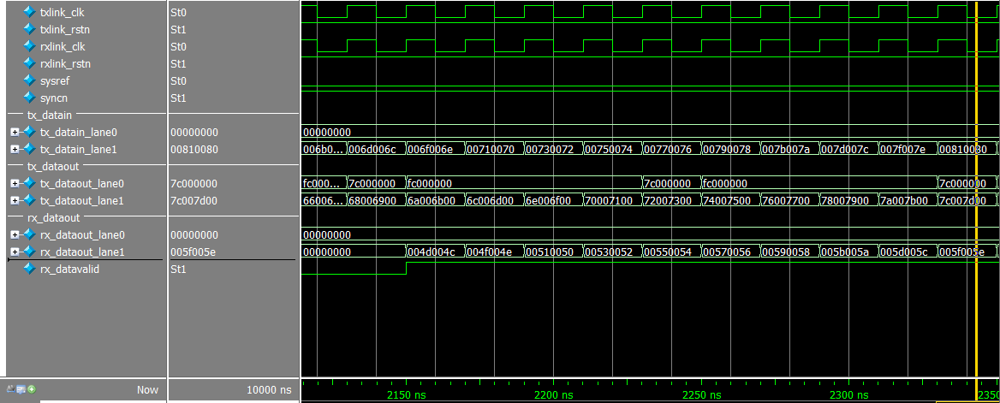 txlink_clk St0
txlink_rstn St1
rxlink_clk St0
rxlink_rstn St1
sysref St0
syncn St1
tx_datain
tx_datain_lane0 00000000 00000000
tx_datain_lane1 00810080 006b0... 006d006c 006f006e 00710070 00730072 00750074 00770076 00790078 007b007a 007d007c 007f007e 00810080
tx_dataout
tx_dataout_lane0 7c000000 fc000... 7c000000 fc000000 7c000000 fc000000 7c000000
tx_dataout_lane1 7c007d00 66006... 68006900 6a006b00 6c006d00 6e006f00 70007100 72007300 74007500 76007700 78007900 7a007b00 7c007d00
rx_dataout
rx_dataout_lane0 00000000 00000000
rx_dataout_lane1 005f005e 00000000 004d004c 004f004e 00510050 00530052 00550054 00570056 00590058 005b005a 005d005c 005f005e
rx_datavalid St1
Now 10000 ns 2150 ns 2200 ns 2250 ns 2300 ns 2350